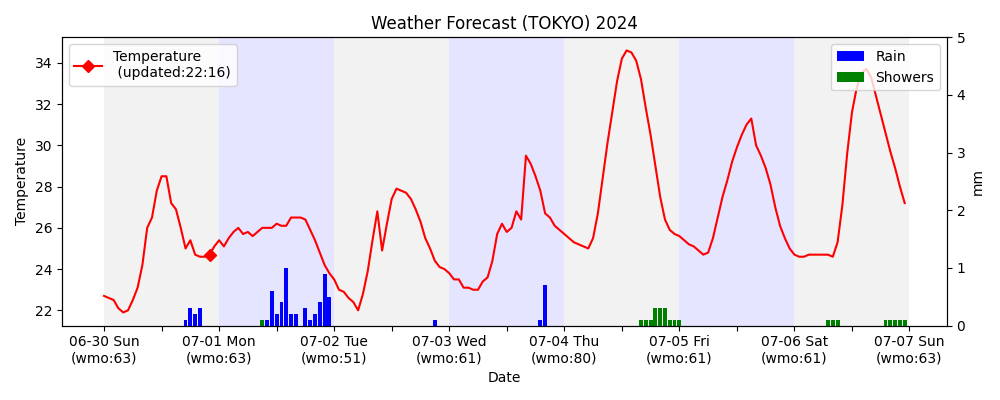 Weather Forecast (TOKYO) 2024
Temperature
(updated:22:16)
Rain
Showers
Temperature
34
32
30
28
26
24
22
5
4
3
2
1
0
mm
06-30 Sun 07-01 Mon 07-02 Tue 07-03 Wed 07-04 Thu 07-05 Fri 07-06 Sat 07-07 Sun
(wmo:63) (wmo:63) (wmo:51) (wmo:61) (wmo:80) (wmo:61) (wmo:61) (wmo:63)
Date